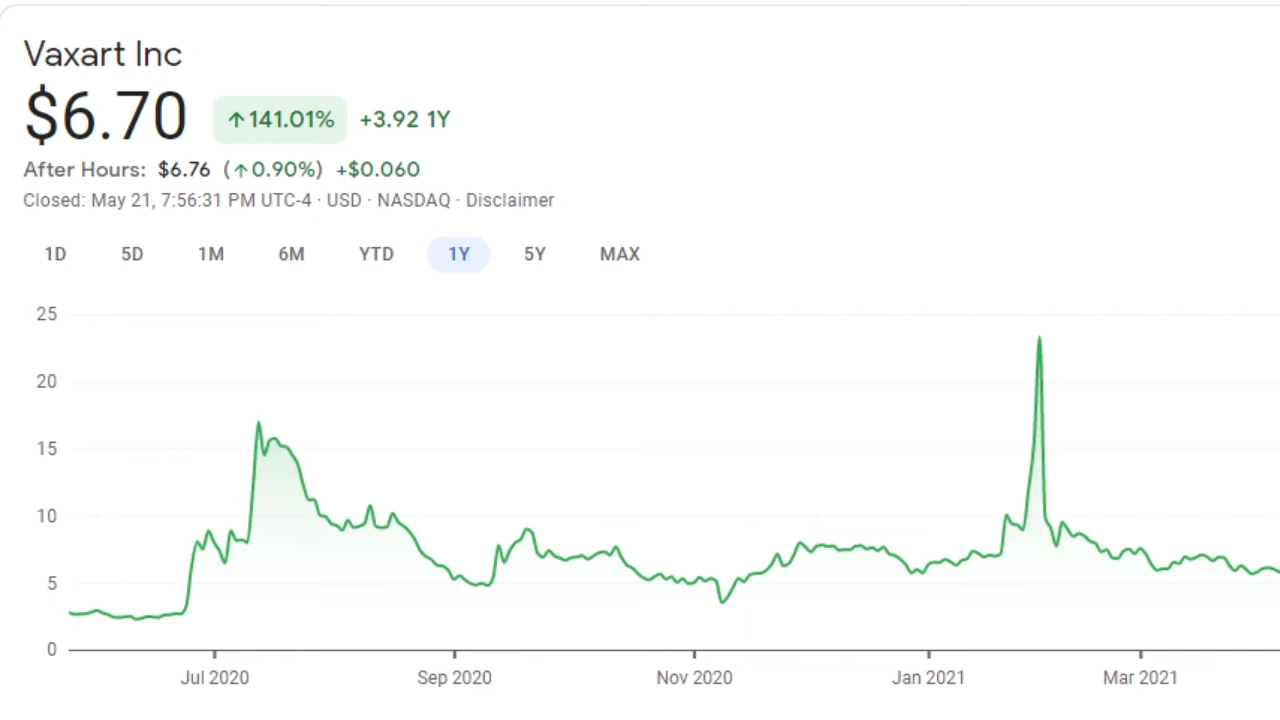 Vaxart Inc
$6.70 ↑141.01% +3.92 1Y
After Hours: $6.76 (↑0.90%) +$0.060
Closed: May 21, 7:56:31 PM UTC-4 · USD · NASDAQ · Disclaimer
1D 5D 1M 6M YTD 1Y 5Y MAX
25
20
15
10
5
0
Jul 2020 Sep 2020 Nov 2020 Jan 2021 Mar 2021